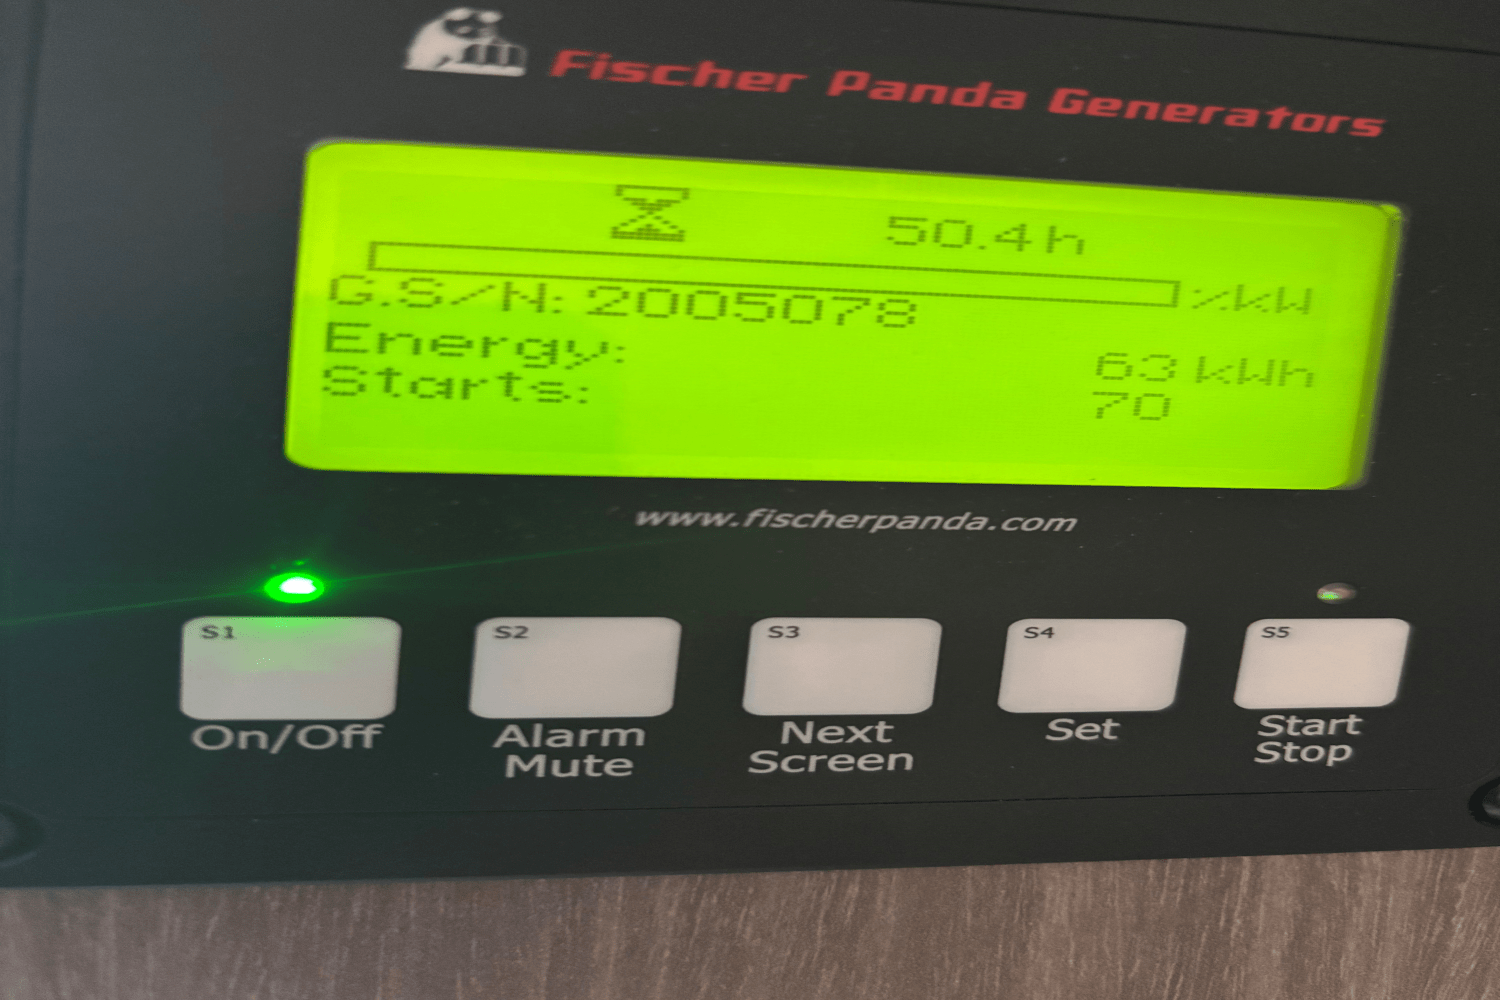 Fischer Panda Generators
50.4h
%kW
G.S/N: 2005078
Energy: 63kWh
Starts: 70
www.fischerpanda.com
S1 S2 S3 S4 S5
On/Off Alarm Mute Next Screen Set Start Stop